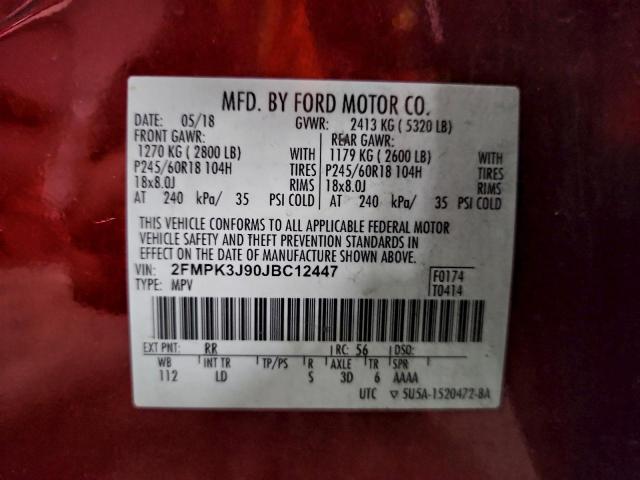 MFD. BY FORD MOTOR CO.
DATE: 05/18 GVWR: 2413 KG ( 5320 LB)
FRONT GAWR: REAR GAWR:
1270 KG ( 2800 LB) WITH 1179 KG ( 2600 LB) WITH
P245/60R18 104H TIRES P245/60R18 104H TIRES
18x8.0J RIMS 18x8.0J RIMS
AT 240 kPa/ 35 PSI COLD AT 240 kPa/ 35 PSI COLD
THIS VEHICLE CONFORMS TO ALL APPLICABLE FEDERAL MOTOR
VEHICLE SAFETY AND THEFT PREVENTION STANDARDS IN
EFFECT ON THE DATE OF MANUFACTURE SHOWN ABOVE.
VIN: 2FMPK3J90JBC12447 F0174
TYPE: MPV T0414
EXT PNT: RR RC: 56 DSO:
WB INT TR TP/PS R AXLE TR SPR
112 LD S 3D 6 AAAA
UTC ▽ 5U5A-1520472-BA